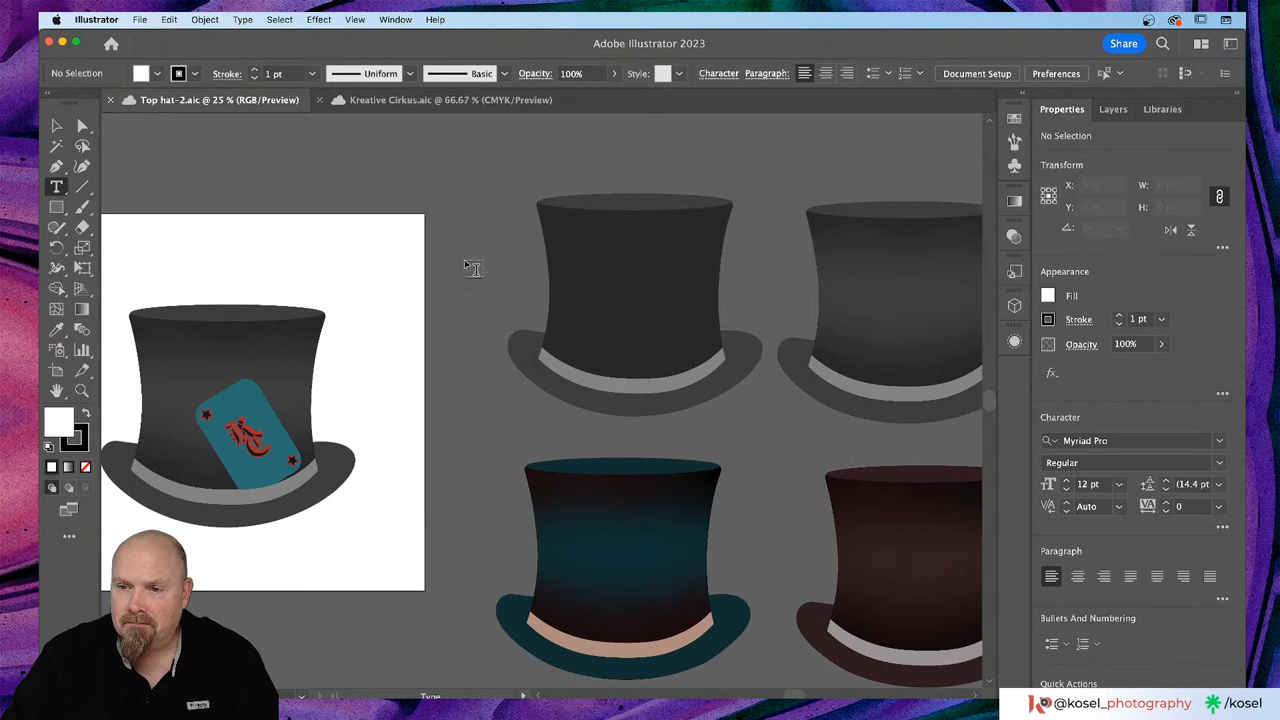 Illustrator File Edit Object Type Select Effect View Window Help
Adobe Illustrator 2023
Share
No Selection Stroke: 1 pt Uniform Basic Opacity: 100% Style: Character Paragraph: Document Setup Preferences
Top hat-2.aic @ 25 % (RGB/Preview) Kreative Cirkus.aic @ 66.67 % (CMYK/Preview)
Properties Layers Libraries
No Selection
Transform
X: W:
Y: H:
Appearance
Fill
Stroke 1 pt
Opacity 100%
fx
Character
Myriad Pro
Regular
12 pt (14.4 pt
Auto 0
Paragraph
Bullets And Numbering
Quick Actions
Type
@kosel_photography /kosel